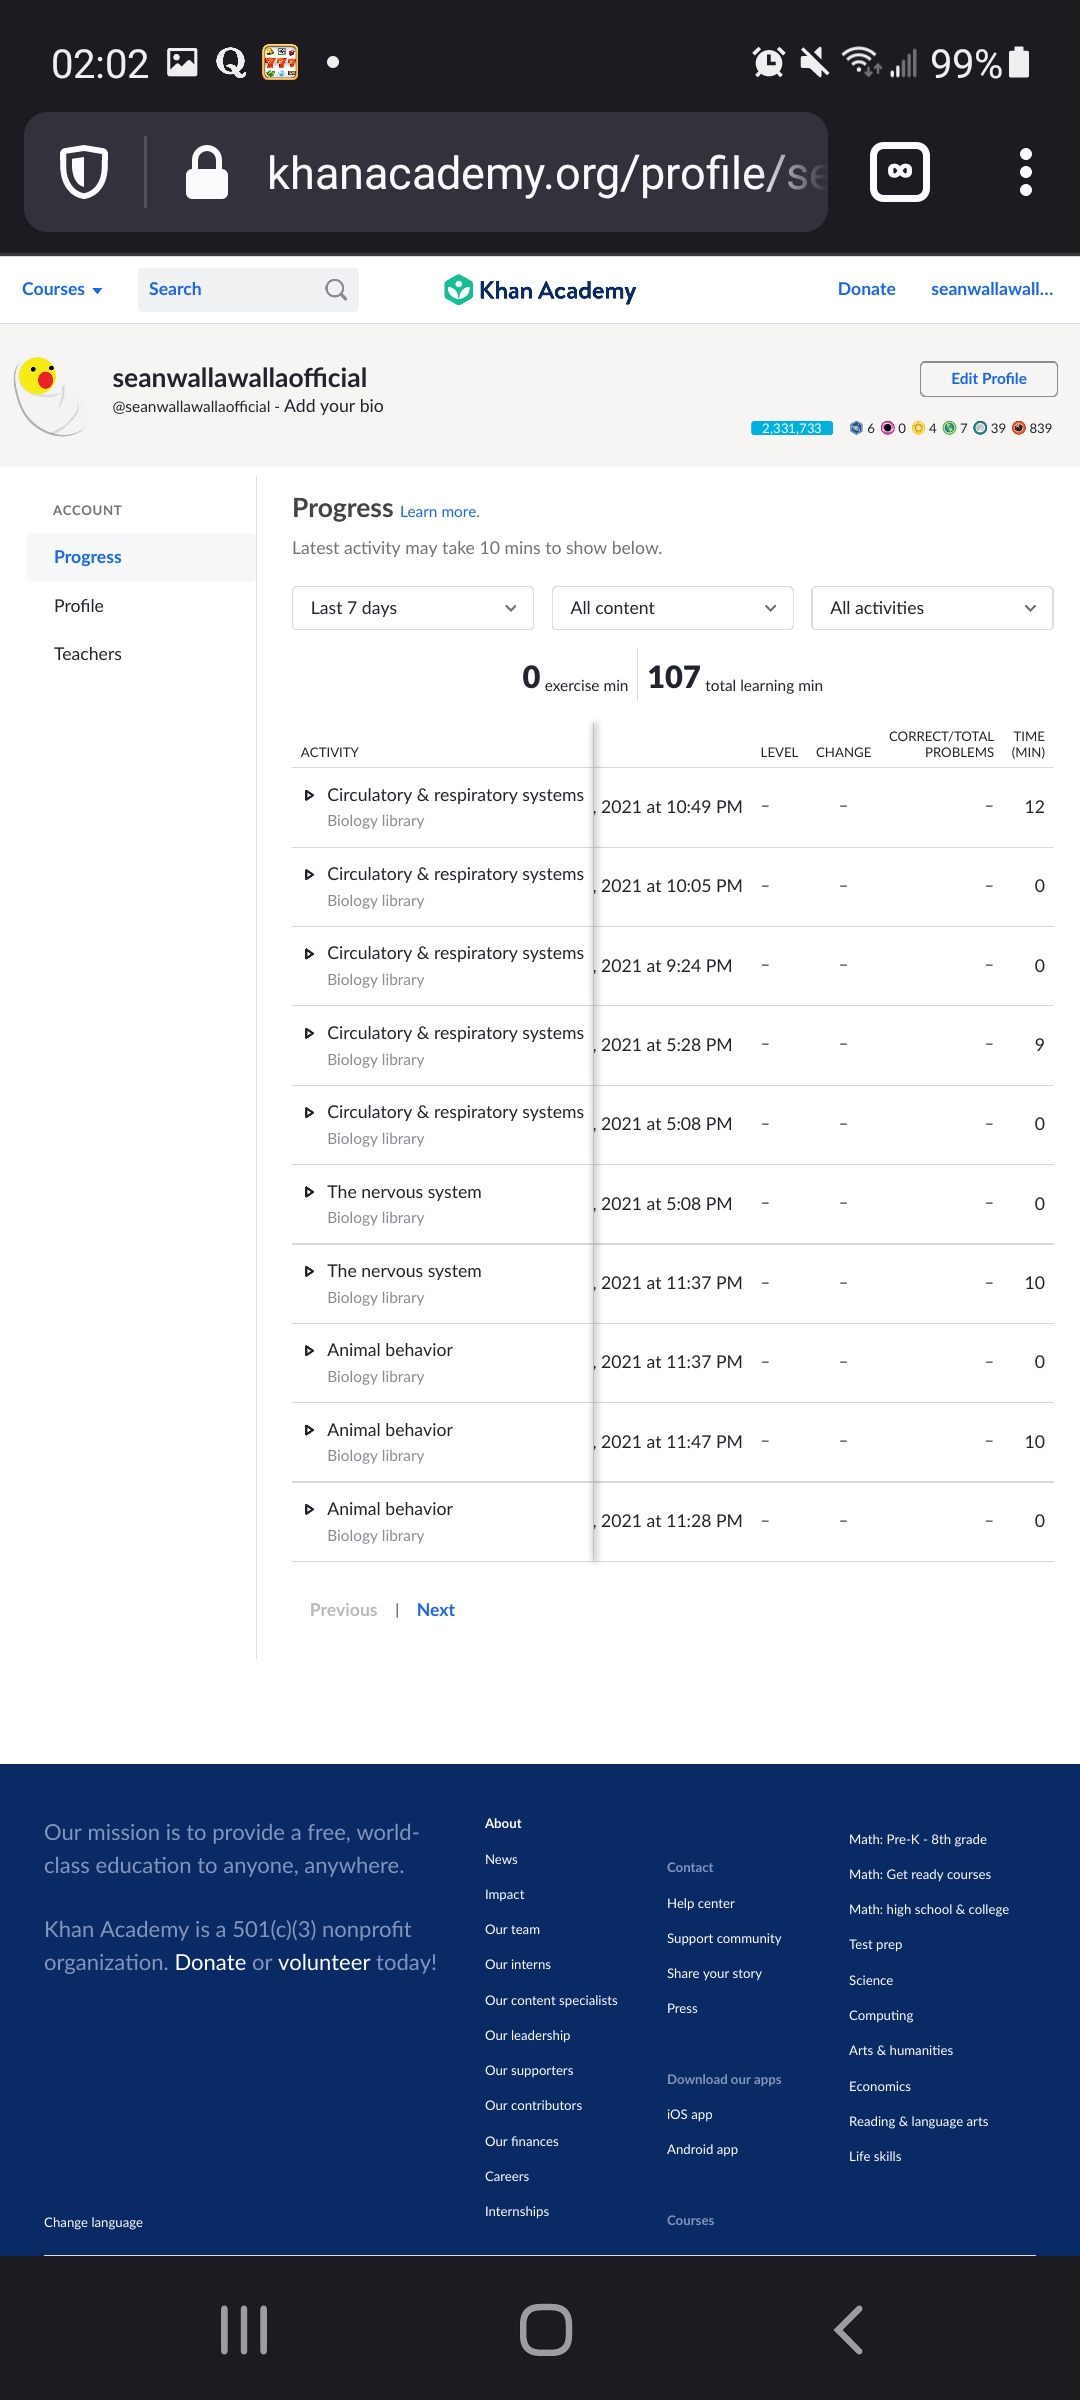 02:02
99%
khanacademy.org/profile/se
Courses
Search
Khan Academy
Donate
seanwallawall...
seanwallawallaofficial
@seanwallawallaofficial - Add your bio
Edit Profile
2,331,733 6 0 4 7 39 839
ACCOUNT
Progress
Profile
Teachers
Progress Learn more.
Latest activity may take 10 mins to show below.
Last 7 days
All content
All activities
0 exercise min
107 total learning min
ACTIVITY LEVEL CHANGE CORRECT/TOTAL PROBLEMS TIME (MIN)
Circulatory & respiratory systems , 2021 at 10:49 PM – – – 12
Biology library
Circulatory & respiratory systems , 2021 at 10:05 PM – – – 0
Biology library
Circulatory & respiratory systems , 2021 at 9:24 PM – – – 0
Biology library
Circulatory & respiratory systems , 2021 at 5:28 PM – – – 9
Biology library
Circulatory & respiratory systems , 2021 at 5:08 PM – – – 0
Biology library
The nervous system , 2021 at 5:08 PM – – – 0
Biology library
The nervous system , 2021 at 11:37 PM – – – 10
Biology library
Animal behavior , 2021 at 11:37 PM – – – 0
Biology library
Animal behavior , 2021 at 11:47 PM – – – 10
Biology library
Animal behavior , 2021 at 11:28 PM – – – 0
Biology library
Previous | Next
Our mission is to provide a free, world-
class education to anyone, anywhere.
Khan Academy is a 501(c)(3) nonprofit
organization. Donate or volunteer today!
Change language
About
News
Impact
Our team
Our interns
Our content specialists
Our leadership
Our supporters
Our contributors
Our finances
Careers
Internships
Contact
Help center
Support community
Share your story
Press
Download our apps
iOS app
Android app
Courses
Math: Pre-K - 8th grade
Math: Get ready courses
Math: high school & college
Test prep
Science
Computing
Arts & humanities
Economics
Reading & language arts
Life skills